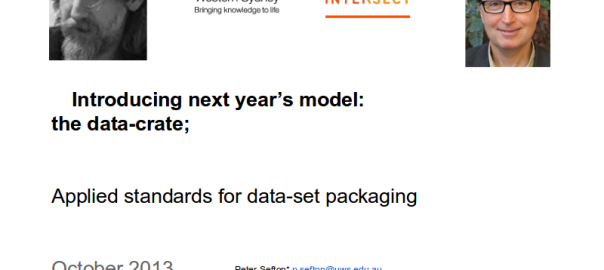 Western Sydney
Bringing knowledge to life
INTERSECT
Introducing next year’s model:
the data-crate;
Applied standards for data-set packaging
October 2013
Peter Sefton* p.sefton@uws.edu.au